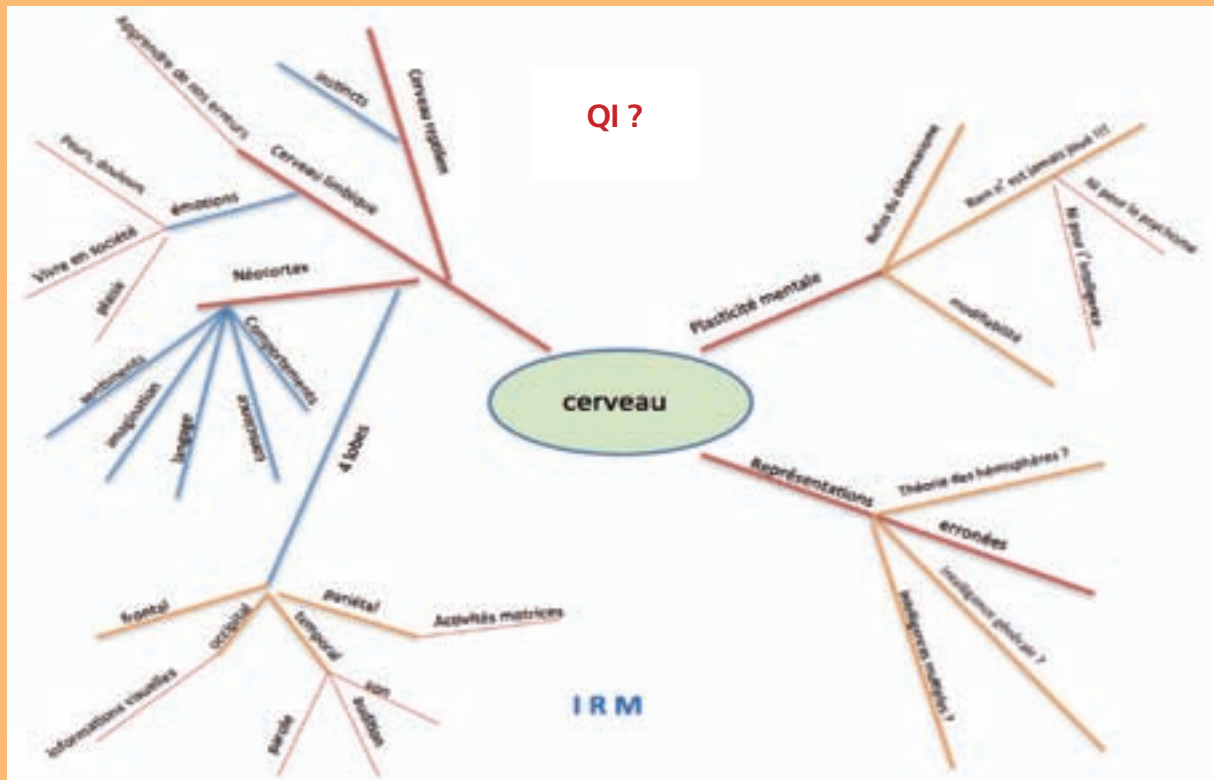 Apprendre de nos erreurs
instincts
Cerveau reptilien
QI ?
Cerveau limbique
Peurs, douleurs
émotions
Vivre en société
plaisir
Néocortex
sentiments
imagination
langage
conscience
Comportements
4 lobes
frontal
occipital
Informations visuelles
temporal
parole
audition
son
pariétal
Activités motrices
cerveau
Plasticité mentale
Refus du déterminisme
Rien n' est jamais joué !!!
Ni pour le psychisme
Ni pour l' intelligence
modifiabilité
Représentations
Théorie des hémisphères ?
erronées
Intelligence générale ?
Intelligences multiples ?
I R M